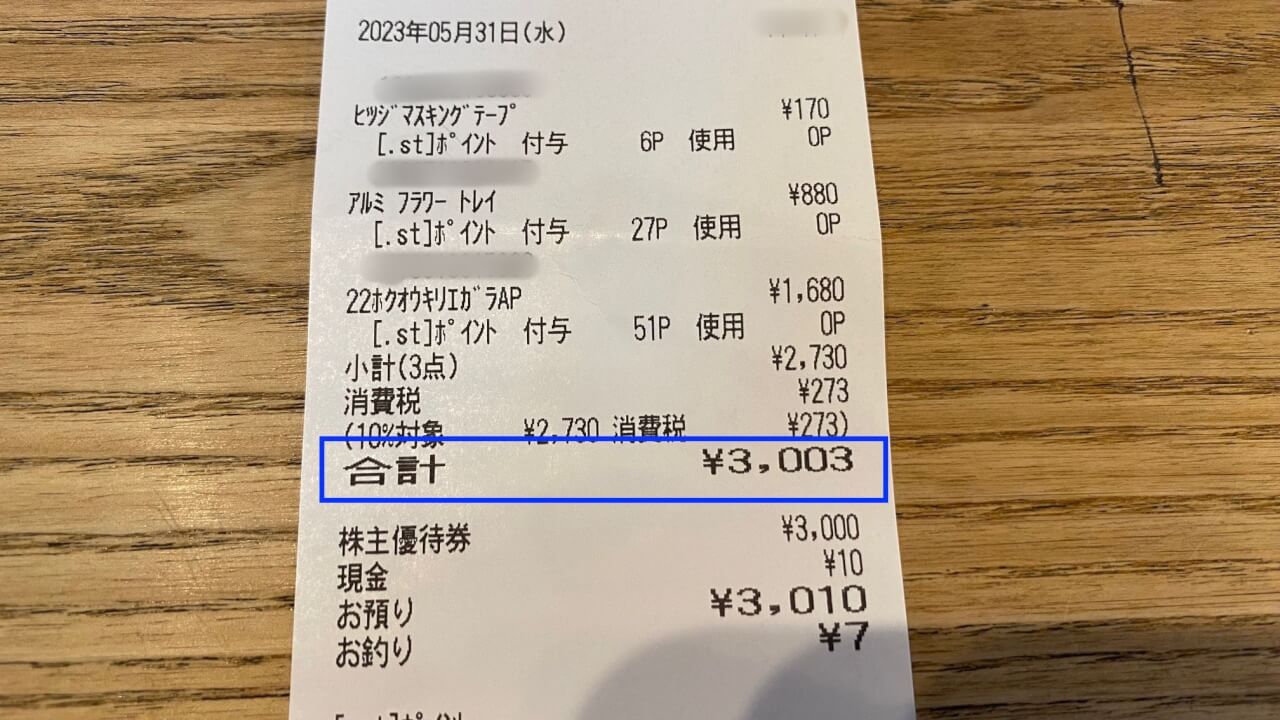 2023年05月31日(水)
ﾋﾂｼﾞﾏｽｷﾝｸﾞﾃｰﾌﾟ ¥170
[.st]ﾎﾟｲﾝﾄ 付与 6P 使用 0P
ｱﾙﾐ ﾌﾗﾜｰ ﾄﾚｲ ¥880
[.st]ﾎﾟｲﾝﾄ 付与 27P 使用 0P
22ﾎｸｵｳｷﾘｴｶﾞﾗAP ¥1,680
[.st]ﾎﾟｲﾝﾄ 付与 51P 使用 0P
小計(3点) ¥2,730
消費税 ¥273
(10%対象 ¥2,730 消費税 ¥273)
合計 ¥3,003
株主優待券 ¥3,000
現金 ¥10
お預り ¥3,010
お釣り ¥7
[.st]ﾎﾟｲﾝﾄ